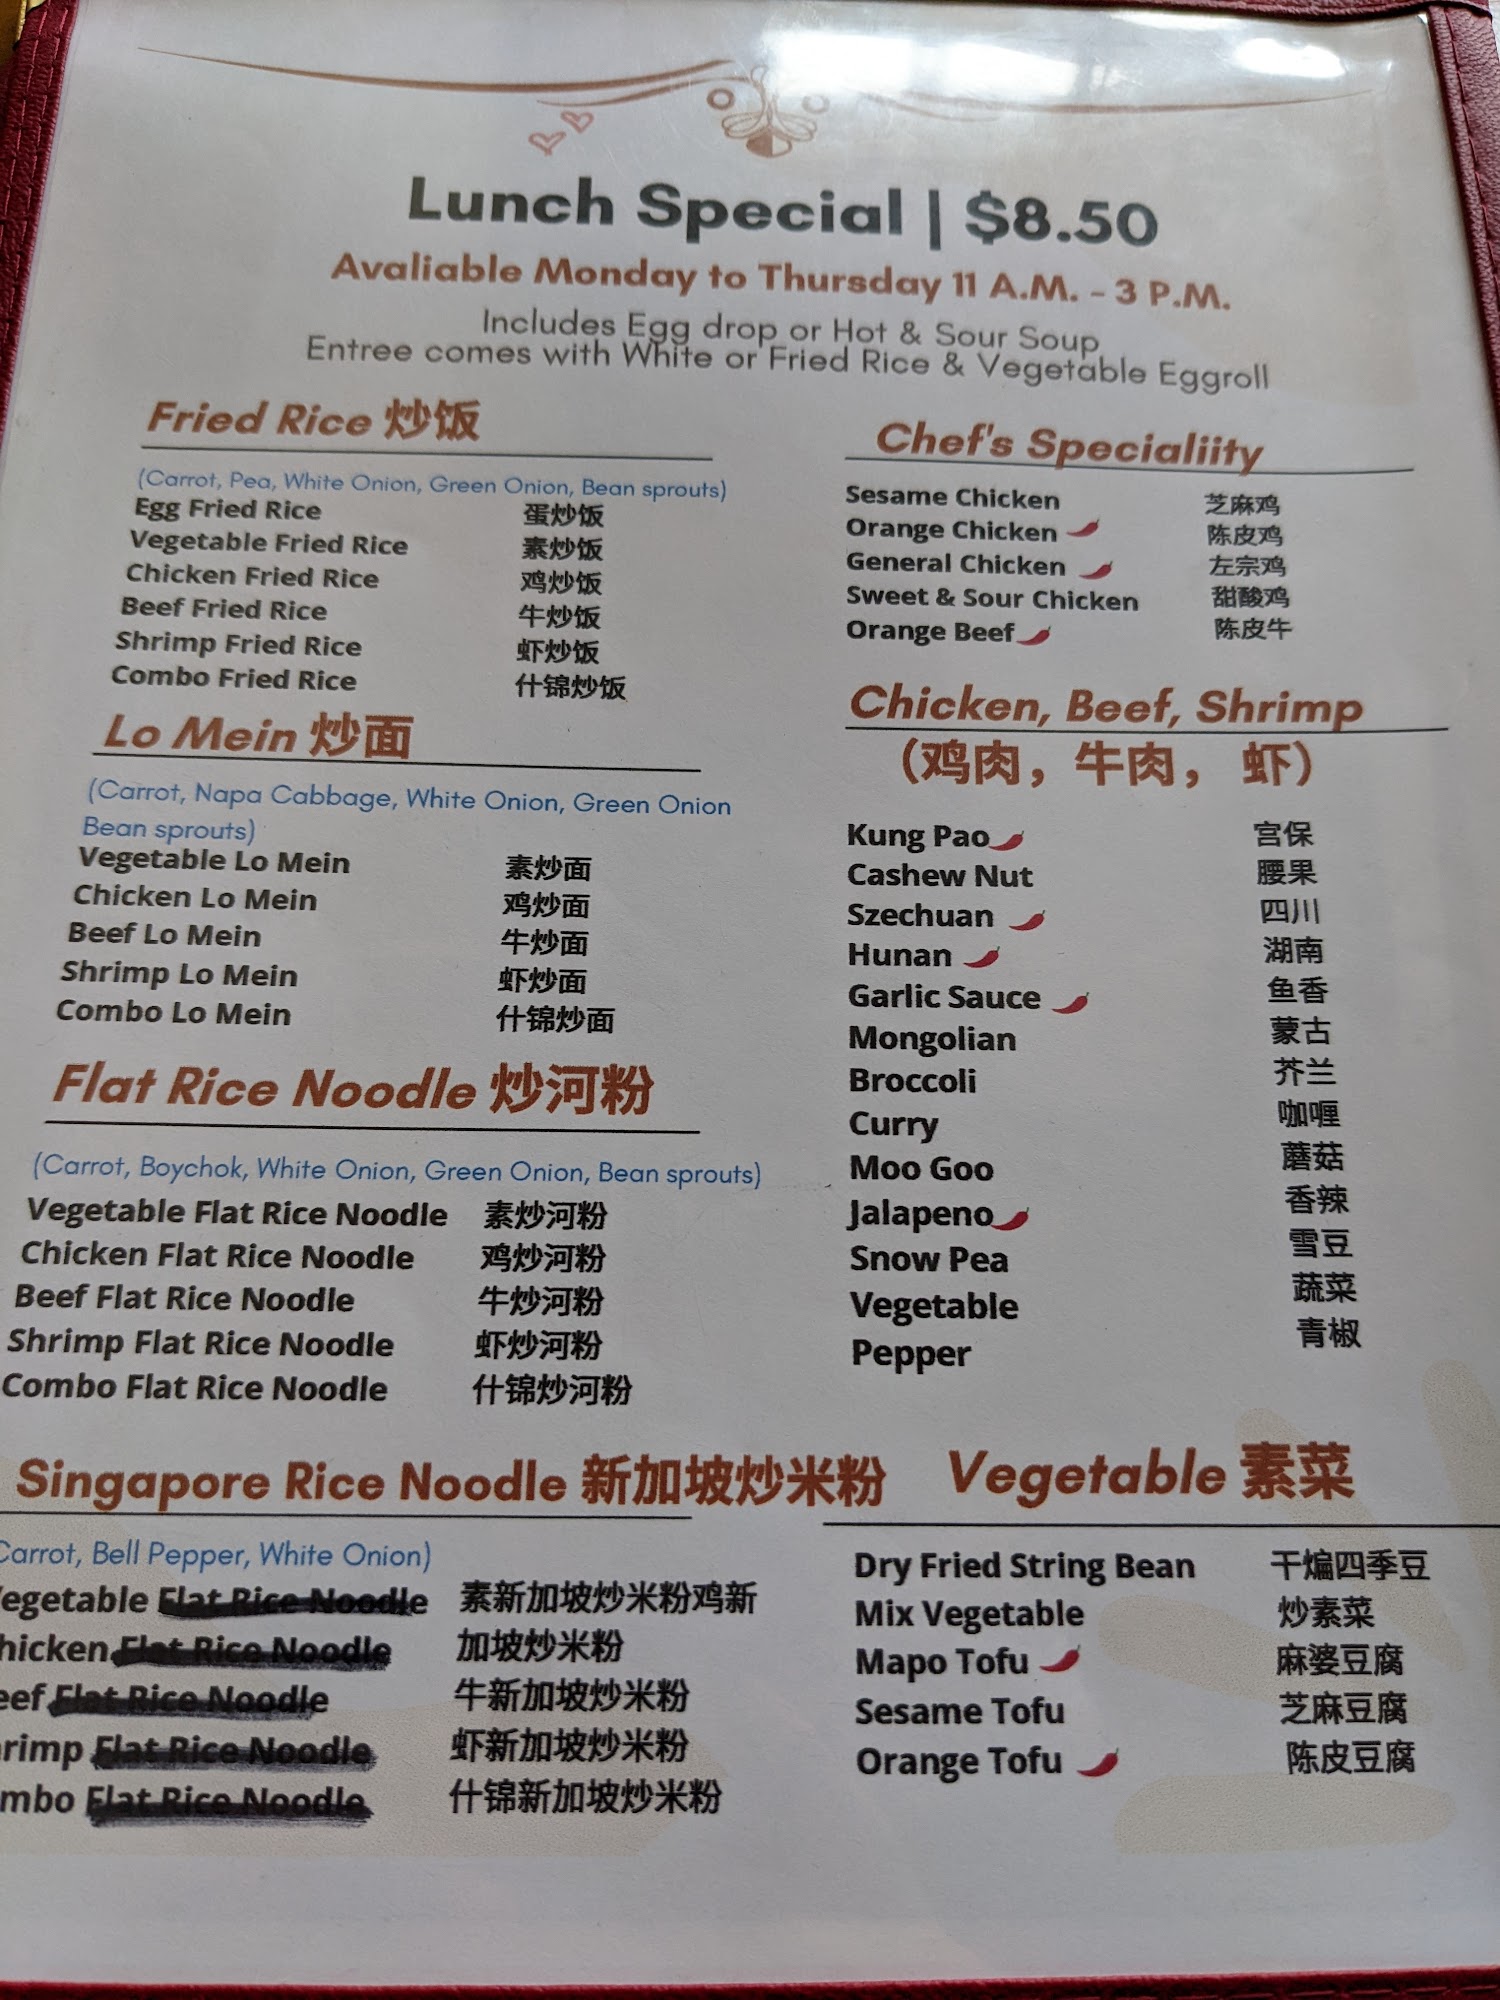 Lunch Special | $8.50
Avaliable Monday to Thursday 11 A.M. - 3 P.M.
Includes Egg drop or Hot & Sour Soup
Entree comes with White or Fried Rice & Vegetable Eggroll
Fried Rice 炒饭
(Carrot, Pea, White Onion, Green Onion, Bean sprouts)
Egg Fried Rice 蛋炒饭
Vegetable Fried Rice 素炒饭
Chicken Fried Rice 鸡炒饭
Beef Fried Rice 牛炒饭
Shrimp Fried Rice 虾炒饭
Combo Fried Rice 什锦炒饭
Lo Mein 炒面
(Carrot, Napa Cabbage, White Onion, Green Onion
Bean sprouts)
Vegetable Lo Mein 素炒面
Chicken Lo Mein 鸡炒面
Beef Lo Mein 牛炒面
Shrimp Lo Mein 虾炒面
Combo Lo Mein 什锦炒面
Flat Rice Noodle 炒河粉
(Carrot, Boychok, White Onion, Green Onion, Bean sprouts)
Vegetable Flat Rice Noodle 素炒河粉
Chicken Flat Rice Noodle 鸡炒河粉
Beef Flat Rice Noodle 牛炒河粉
Shrimp Flat Rice Noodle 虾炒河粉
Combo Flat Rice Noodle 什锦炒河粉
Singapore Rice Noodle 新加坡炒米粉
Carrot, Bell Pepper, White Onion)
egetable Flat Rice Noodle 素新加坡炒米粉鸡新
hicken Flat Rice Noodle 加坡炒米粉
eef Flat Rice Noodle 牛新加坡炒米粉
rimp Flat Rice Noodle 虾新加坡炒米粉
mbo Flat Rice Noodle 什锦新加坡炒米粉
Chef's Specialiity
Sesame Chicken 芝麻鸡
Orange Chicken 陈皮鸡
General Chicken 左宗鸡
Sweet & Sour Chicken 甜酸鸡
Orange Beef 陈皮牛
Chicken, Beef, Shrimp
（鸡肉，牛肉，虾）
Kung Pao 宫保
Cashew Nut 腰果
Szechuan 四川
Hunan 湖南
Garlic Sauce 鱼香
Mongolian 蒙古
Broccoli 芥兰
Curry 咖喱
Moo Goo 蘑菇
Jalapeno 香辣
Snow Pea 雪豆
Vegetable 蔬菜
Pepper 青椒
Vegetable 素菜
Dry Fried String Bean 干煸四季豆
Mix Vegetable 炒素菜
Mapo Tofu 麻婆豆腐
Sesame Tofu 芝麻豆腐
Orange Tofu 陈皮豆腐